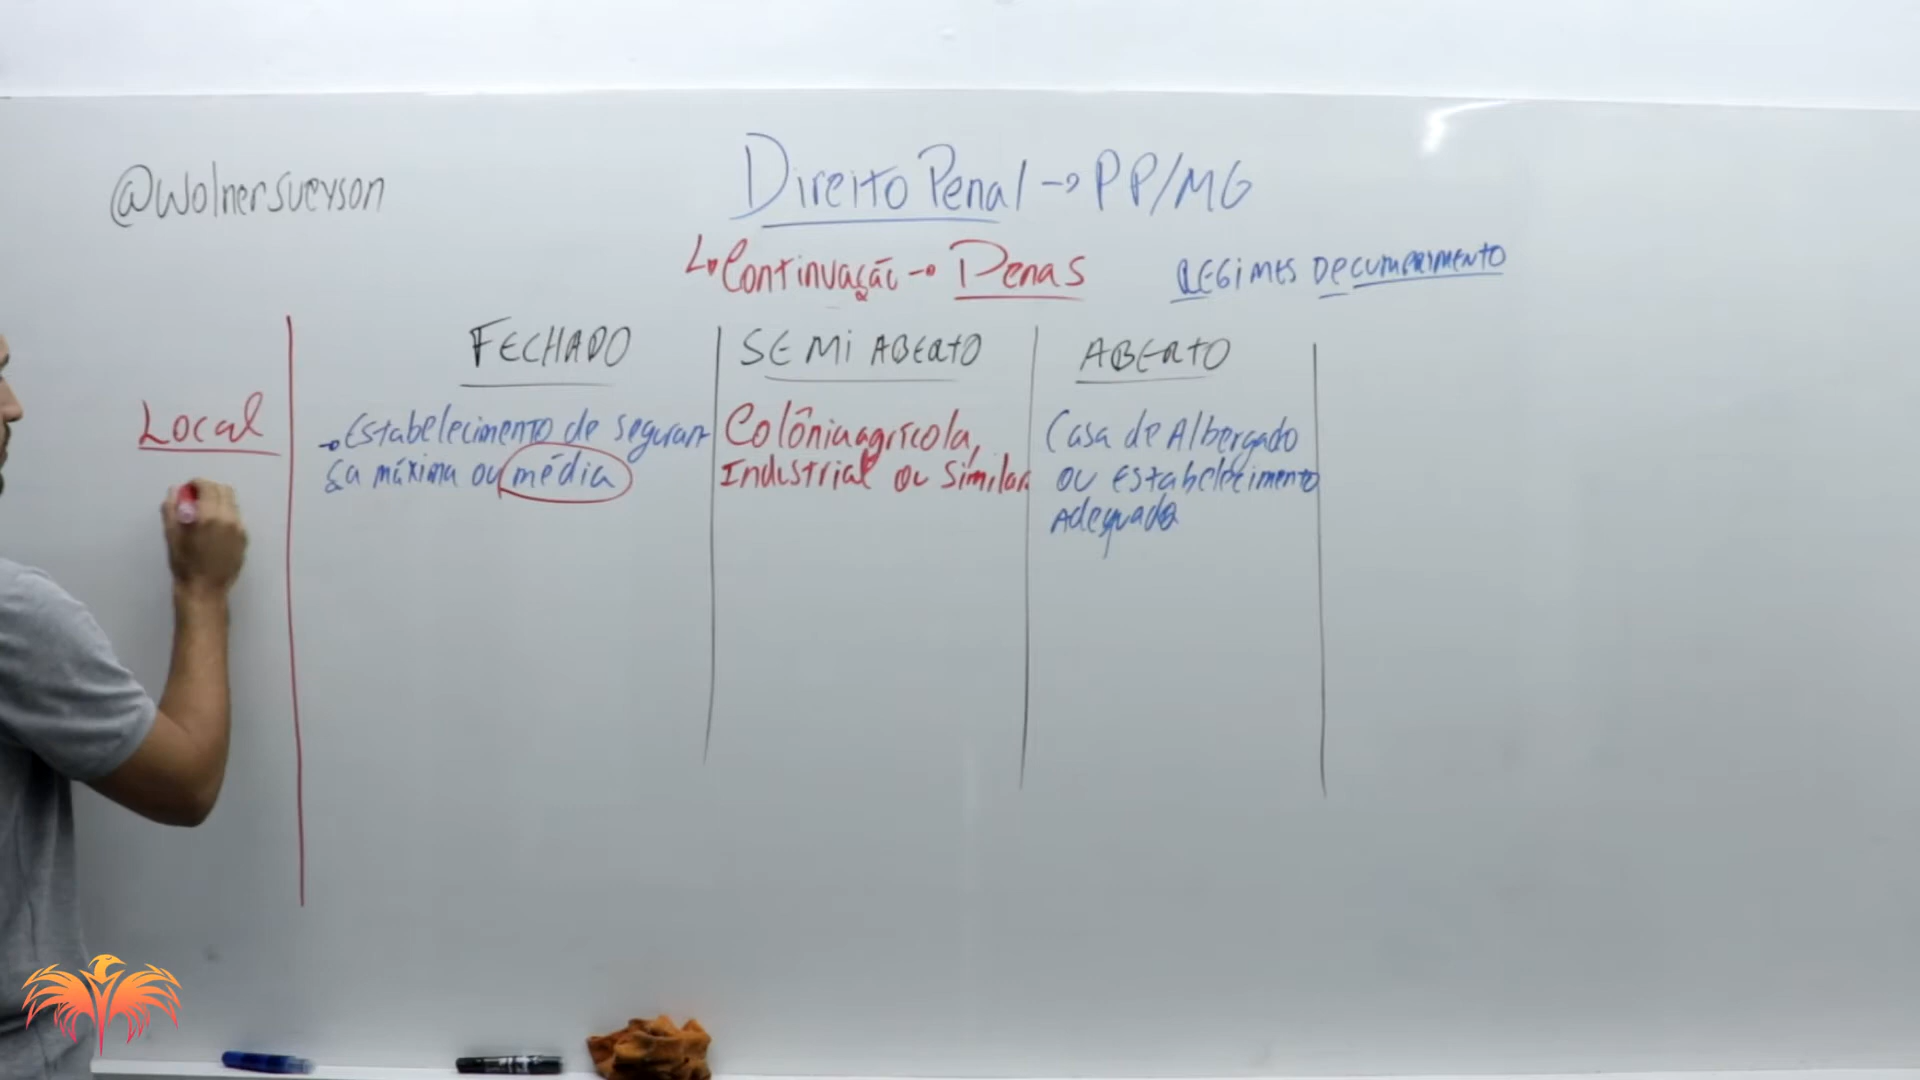 @wolnersueyson
Direito Penal → PP/MG
↳ Continuação → Penas
REGIMES DE CUMPRIMENTO
FECHADO
SEMI ABERTO
ABERTO
Local
→ Estabelecimento de seguran
ça máxima ou média
Colônia agrícola,
Industrial ou Similar
Casa de Albergado
ou Estabelecimento
Adequado